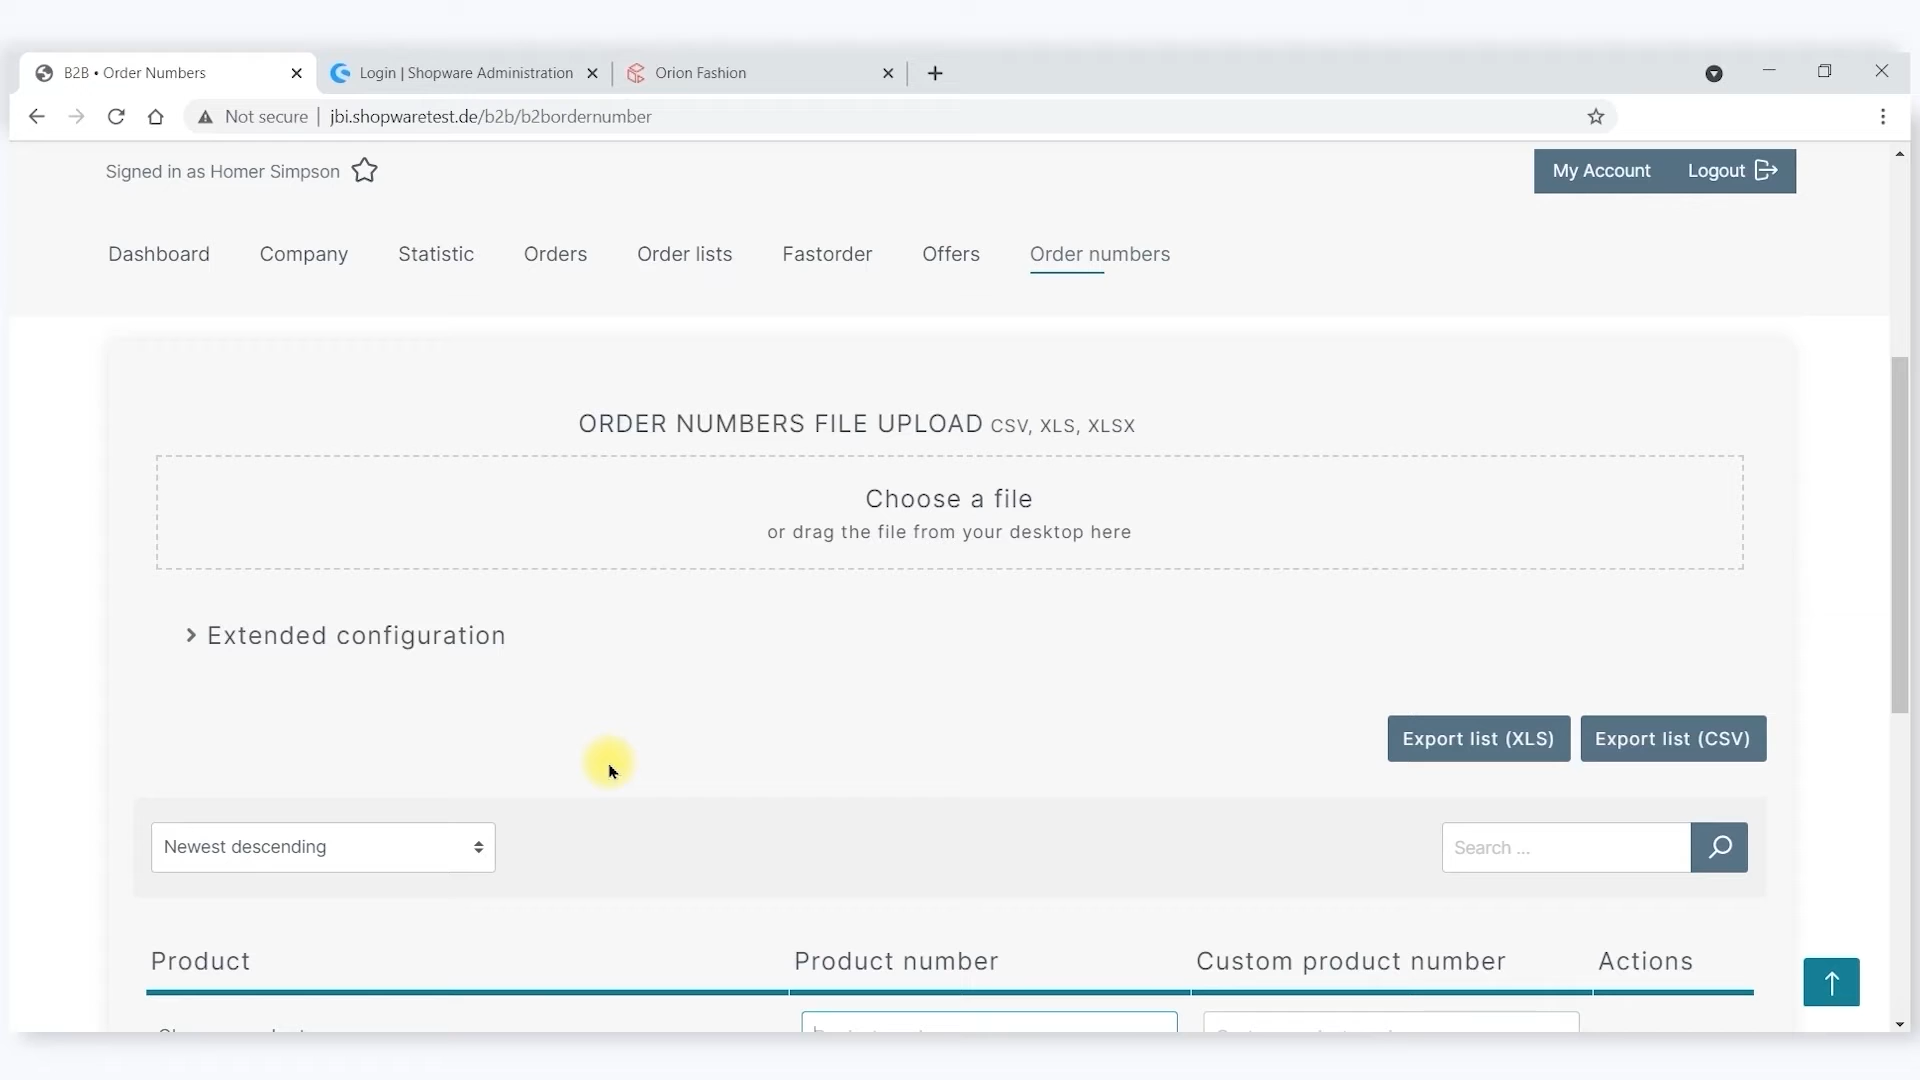 B2B • Order Numbers
Login | Shopware Administration
Orion Fashion
Not secure | jbi.shopwaretest.de/b2b/b2bordernumber
Signed in as Homer Simpson
My Account
Logout
Dashboard
Company
Statistic
Orders
Order lists
Fastorder
Offers
Order numbers
ORDER NUMBERS FILE UPLOAD CSV, XLS, XLSX
Choose a file
or drag the file from your desktop here
Extended configuration
Export list (XLS)
Export list (CSV)
Newest descending
Search ...
Product
Product number
Custom product number
Actions